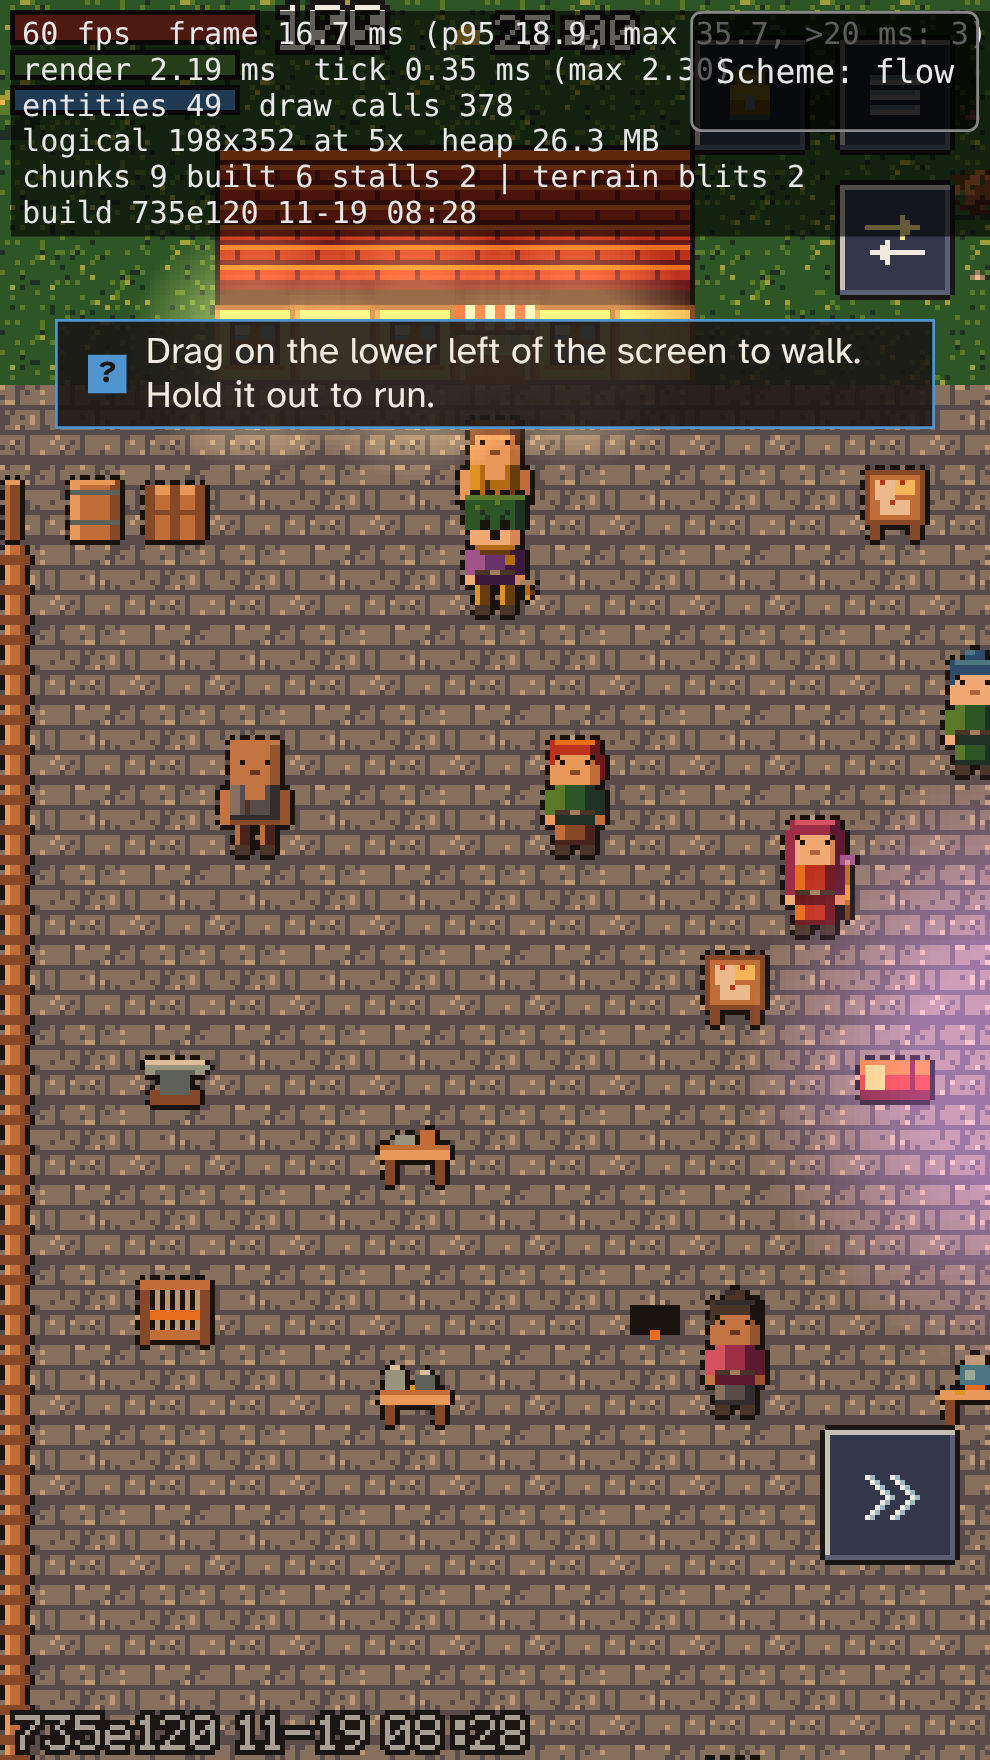 60 fps  frame 16.7 ms (p95 18.9, max 35.7, >20 ms: 3)
render 2.19 ms  tick 0.35 ms (max 2.30)
Scheme: flow
entities 49  draw calls 378
logical 198x352 at 5x  heap 26.3 MB
chunks 9 built 6 stalls 2 | terrain blits 2
build 735e120 11-19 08:28
? Drag on the lower left of the screen to walk.
Hold it out to run.
735e120 11-19 08:28